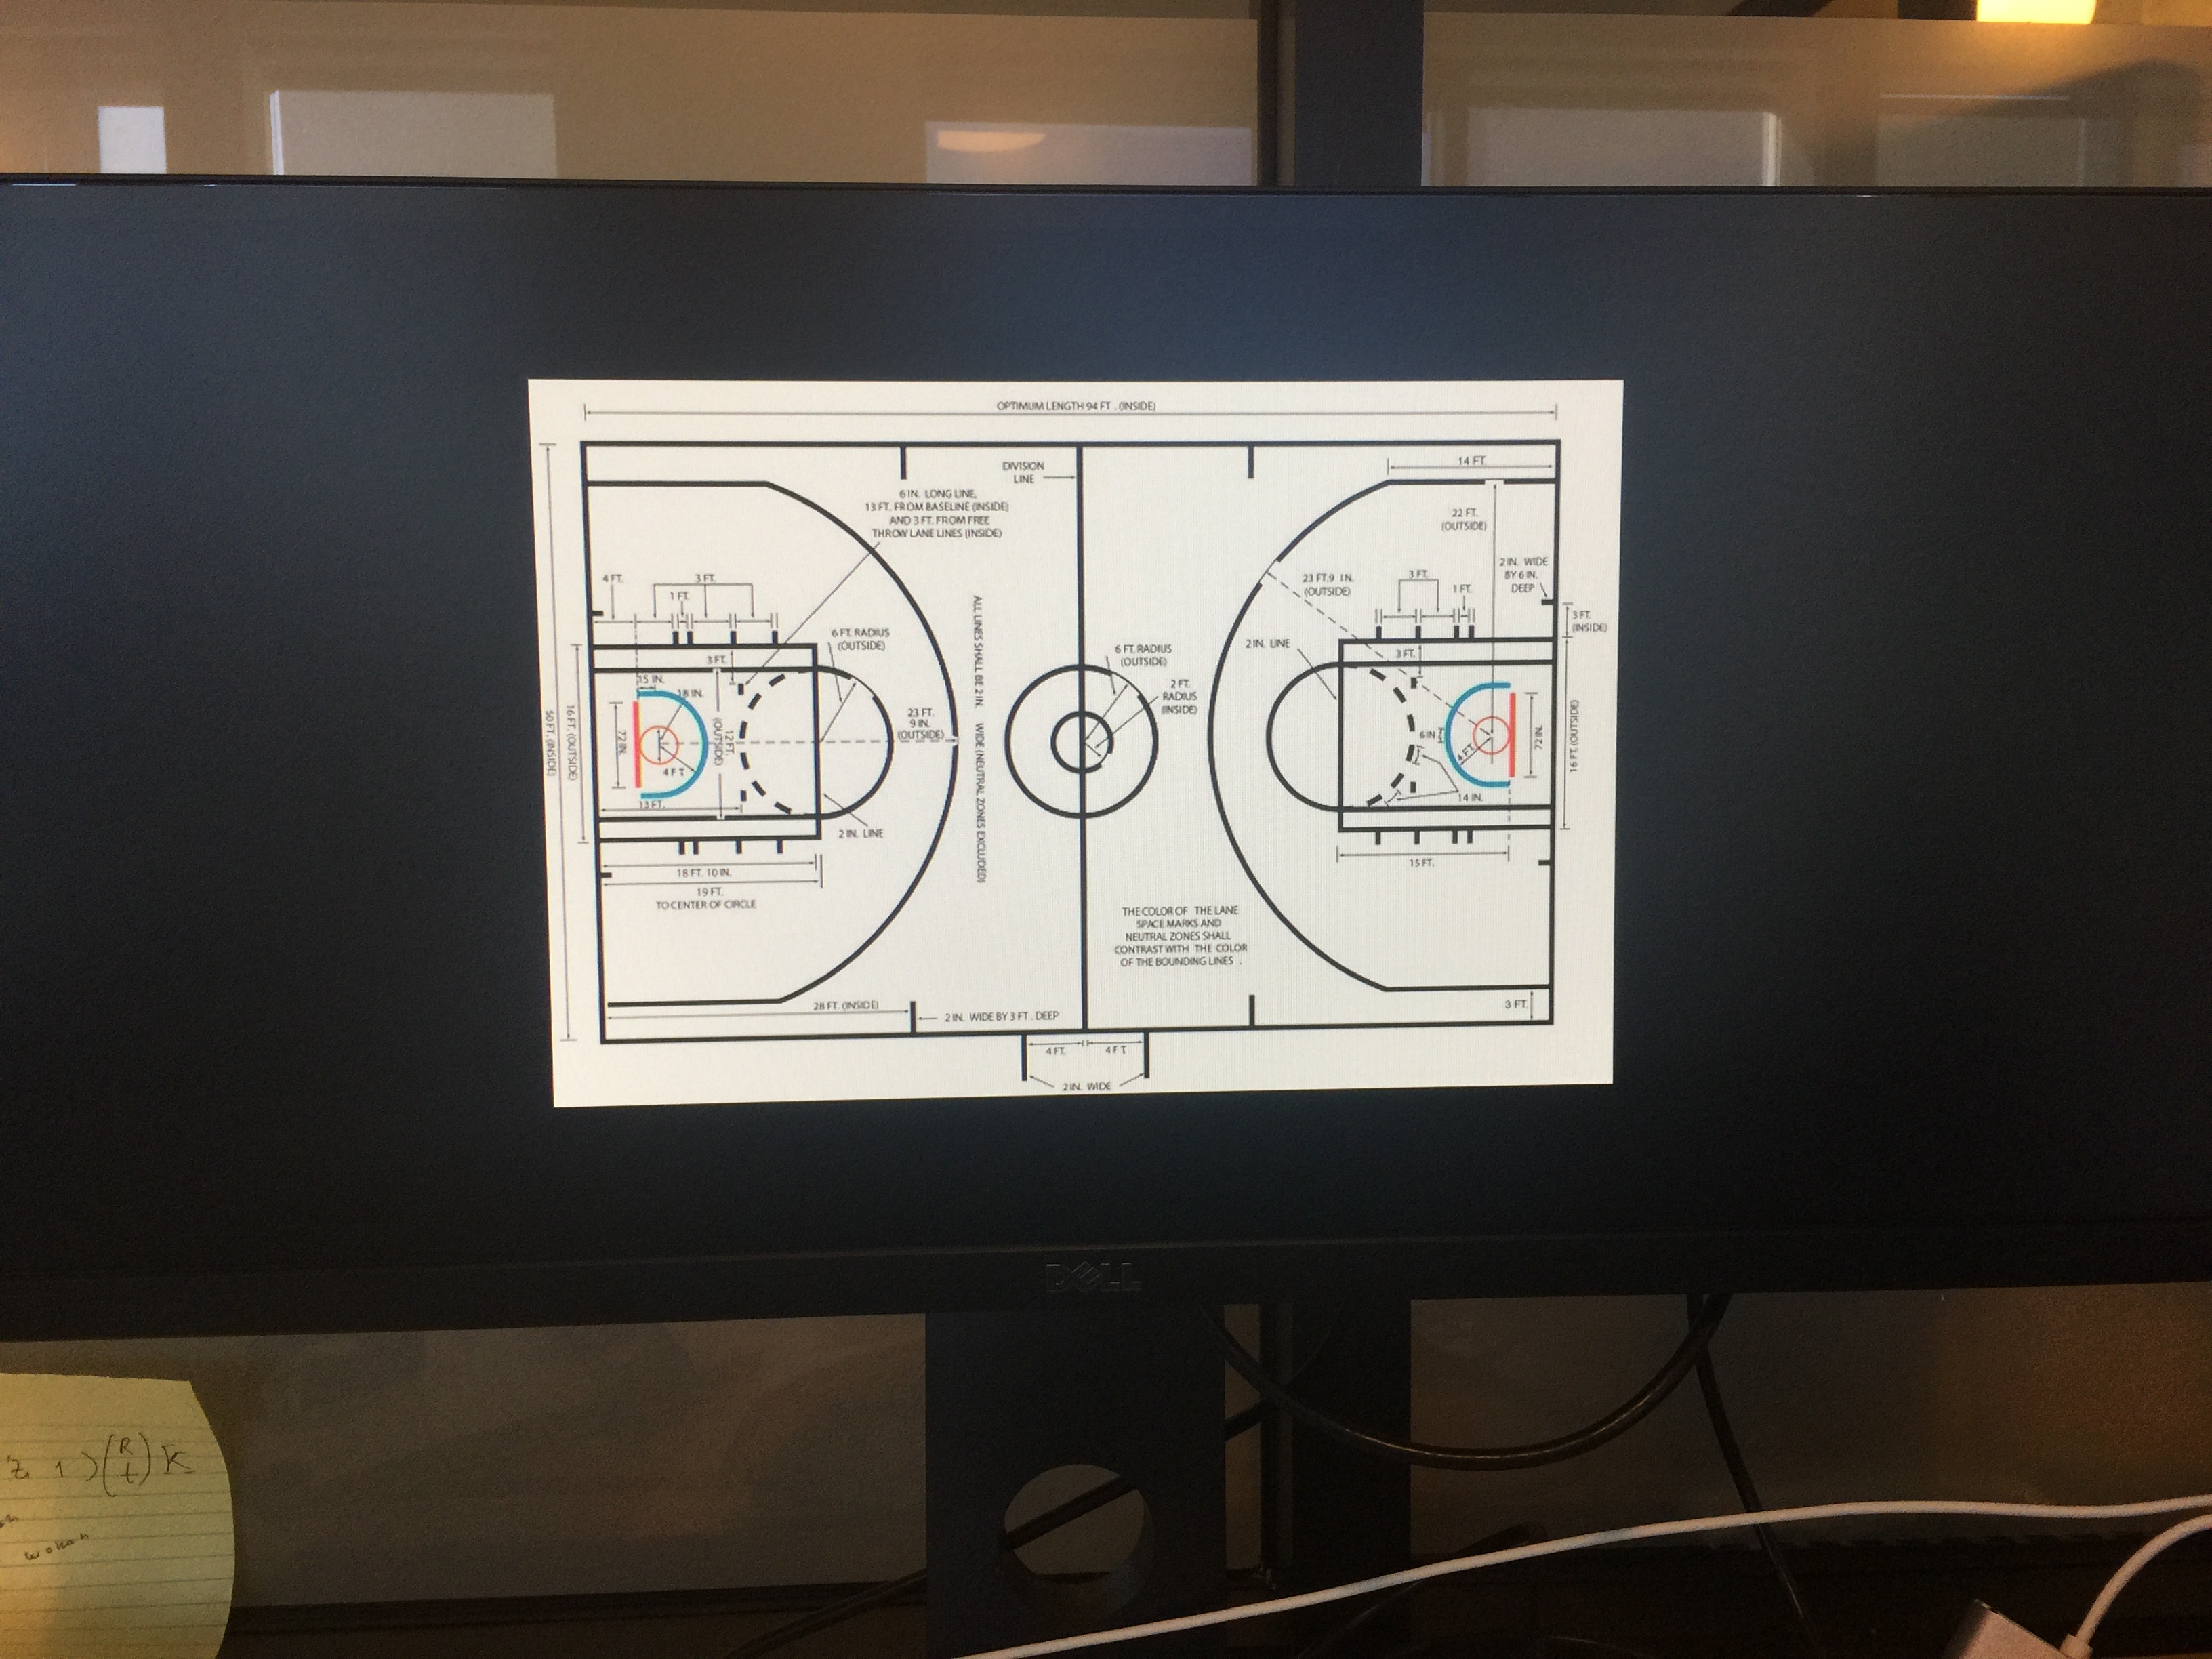 OPTIMUM LENGTH 94 FT . (INSIDE)
DIVISION
LINE
14 FT.
6 IN. LONG LINE,
13 FT. FROM BASELINE (INSIDE)
AND 3 FT. FROM FREE
THROW LANE LINES (INSIDE)
22 FT.
(OUTSIDE)
2 IN. WIDE
BY 6 IN.
DEEP
4 FT.
3 FT.
1 FT.
23 FT.9 IN.
(OUTSIDE)
3 FT.
1 FT.
3 FT.
(INSIDE)
6 FT. RADIUS
(OUTSIDE)
6 FT. RADIUS
(OUTSIDE)
2 IN. LINE
3 FT.
3 FT.
15 IN.
18 IN.
2 FT.
RADIUS
(INSIDE)
23 FT.
9 IN.
(OUTSIDE)
50 FT. (INSIDE)
16 FT. (OUTSIDE)
72 IN.
12 FT.
(OUTSIDE)
4 FT
13 FT.
ALL LINES SHALL BE 2 IN. WIDE (NEUTRAL ZONES EXCLUDED)
6 IN
4 FT.
72 IN.
16 FT. (OUTSIDE)
14 IN.
2 IN. LINE
15 FT.
18 FT. 10 IN.
19 FT.
TO CENTER OF CIRCLE
THE COLOR OF THE LANE
SPACE MARKS AND
NEUTRAL ZONES SHALL
CONTRAST WITH THE COLOR
OF THE BOUNDING LINES .
28 FT. (INSIDE)
2 IN. WIDE BY 3 FT . DEEP
3 FT.
4 FT.
4 F T
2 IN. WIDE
DELL
z 1 ) (R t) K